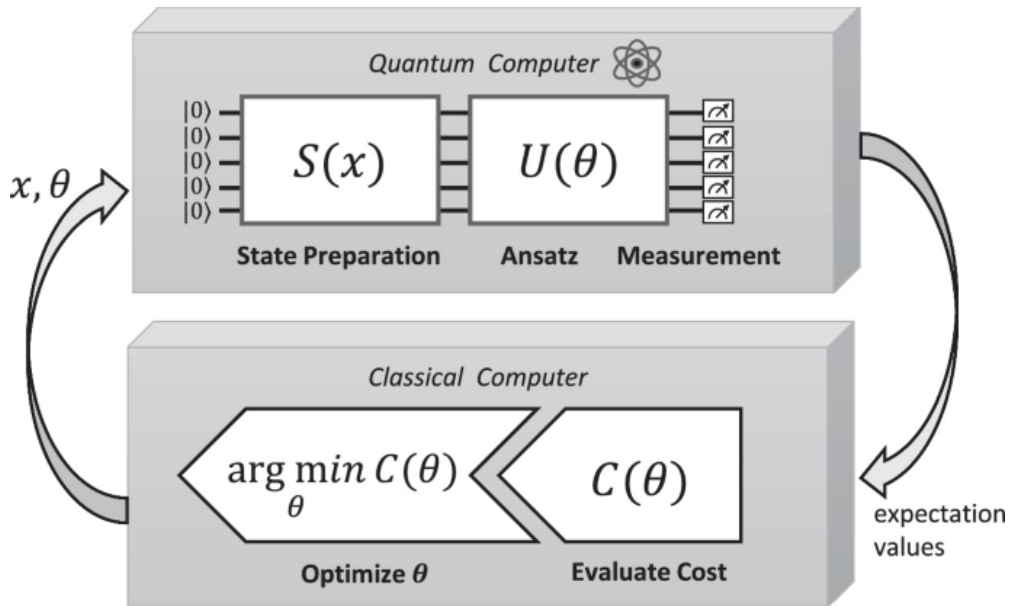 Quantum Computer
|0⟩
|0⟩
|0⟩
|0⟩
|0⟩
S(x)
U(θ)
State Preparation
Ansatz
Measurement
x, θ
Classical Computer
arg min C(θ)
θ
C(θ)
Optimize θ
Evaluate Cost
expectation
values